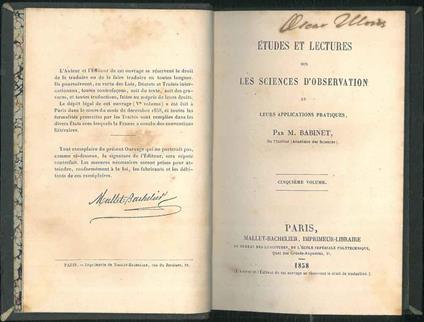 L'Auteur et l'Éditeur de cet ouvrage se réservent le droit
de le traduire ou de le faire traduire en toutes langues.
Ils poursuivront, en vertu des Lois, Décrets et Traités inter-
nationaux, toutes contrefaçons, soit du texte, soit des gra-
vures, et toutes traductions, faites au mépris de leurs droits.
Le dépôt légal de cet ouvrage (Ve volume) a été fait à
Paris dans le cours du mois de décembre 1858, et toutes les
formalités prescrites par les Traités sont remplies dans les
divers États avec lesquels la France a conclu des conventions
littéraires.
Tout exemplaire du présent Ouvrage qui ne porterait pas,
comme ci-dessous, la signature de l'Éditeur, sera réputé
contrefait. Les mesures nécessaires seront prises pour at-
teindre, conformément à la loi, les fabricants et les débi-
tants de ces exemplaires.
Mallet-Bachelier
PARIS. — Imprimerie de MALLET-BACHELIER, rue du Jardinet, 12.
Oscar
ÉTUDES ET LECTURES
SUR
LES SCIENCES D'OBSERVATION
ET
LEURS APPLICATIONS PRATIQUES,
PAR M. BABINET,
De l'Institut (Académie des Sciences).
CINQUIÈME VOLUME.
PARIS,
MALLET-BACHELIER, IMPRIMEUR-LIBRAIRE
DU BUREAU DES LONGITUDES, DE L'ÉCOLE IMPÉRIALE POLYTECHNIQUE,
Quai des Grands-Augustins, 55.
1858
(L'Auteur et l'Éditeur de cet ouvrage se réservent le droit de traduction.)